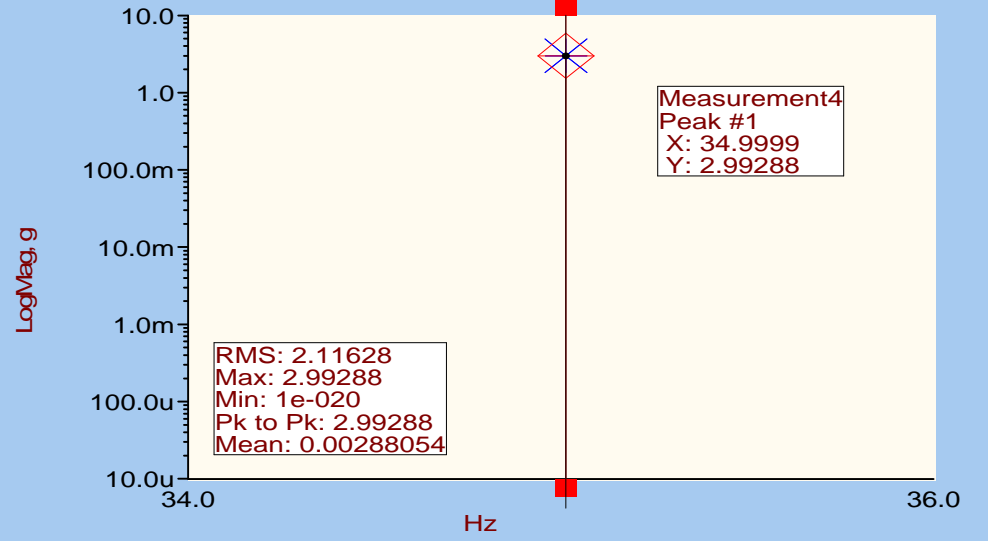 10.0
1.0
100.0m
10.0m
1.0m
100.0u
10.0u
LogMag, g
Measurement4
Peak #1
X: 34.9999
Y: 2.99288
RMS: 2.11628
Max: 2.99288
Min: 1e-020
Pk to Pk: 2.99288
Mean: 0.00288054
34.0
36.0
Hz